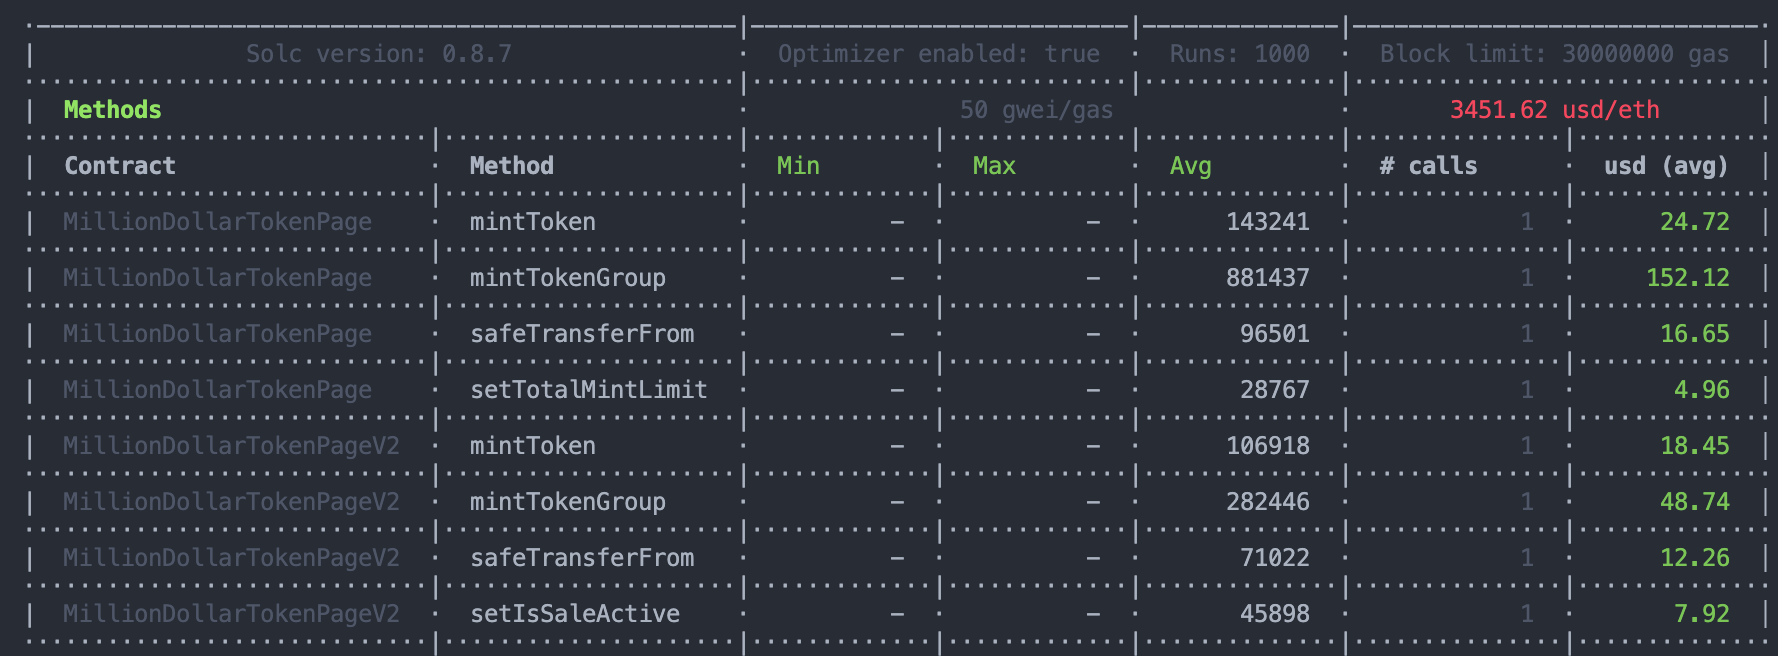 Solc version: 0.8.7 Optimizer enabled: true Runs: 1000 Block limit: 30000000 gas
Methods 50 gwei/gas 3451.62 usd/eth
Contract Method Min Max Avg # calls usd (avg)
MillionDollarTokenPage mintToken - - 143241 1 24.72
MillionDollarTokenPage mintTokenGroup - - 881437 1 152.12
MillionDollarTokenPage safeTransferFrom - - 96501 1 16.65
MillionDollarTokenPage setTotalMintLimit - - 28767 1 4.96
MillionDollarTokenPageV2 mintToken - - 106918 1 18.45
MillionDollarTokenPageV2 mintTokenGroup - - 282446 1 48.74
MillionDollarTokenPageV2 safeTransferFrom - - 71022 1 12.26
MillionDollarTokenPageV2 setIsSaleActive - - 45898 1 7.92